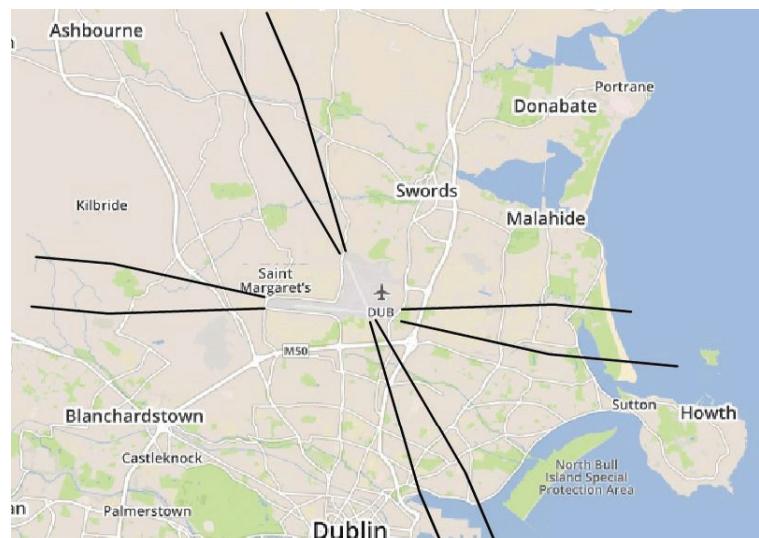 Ashbourne
Portrane
Donabate
Swords
Kilbride
Malahide
Saint
Margaret's
DUB
M50
Sutton
Howth
Blanchardstown
Castleknock
North Bull
Island Special
Protection Area
Palmerstown
Dublin